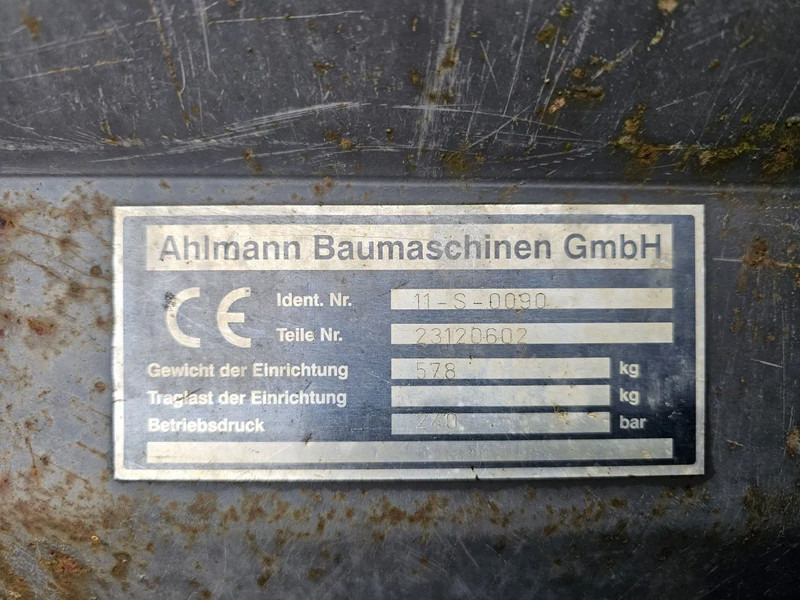 Ahlmann Baumaschinen GmbH
CE Ident. Nr. 11-S-0090
Teile Nr. 23120602
Gewicht der Einrichtung 578 kg
Traglast der Einrichtung kg
Betriebsdruck 240 bar